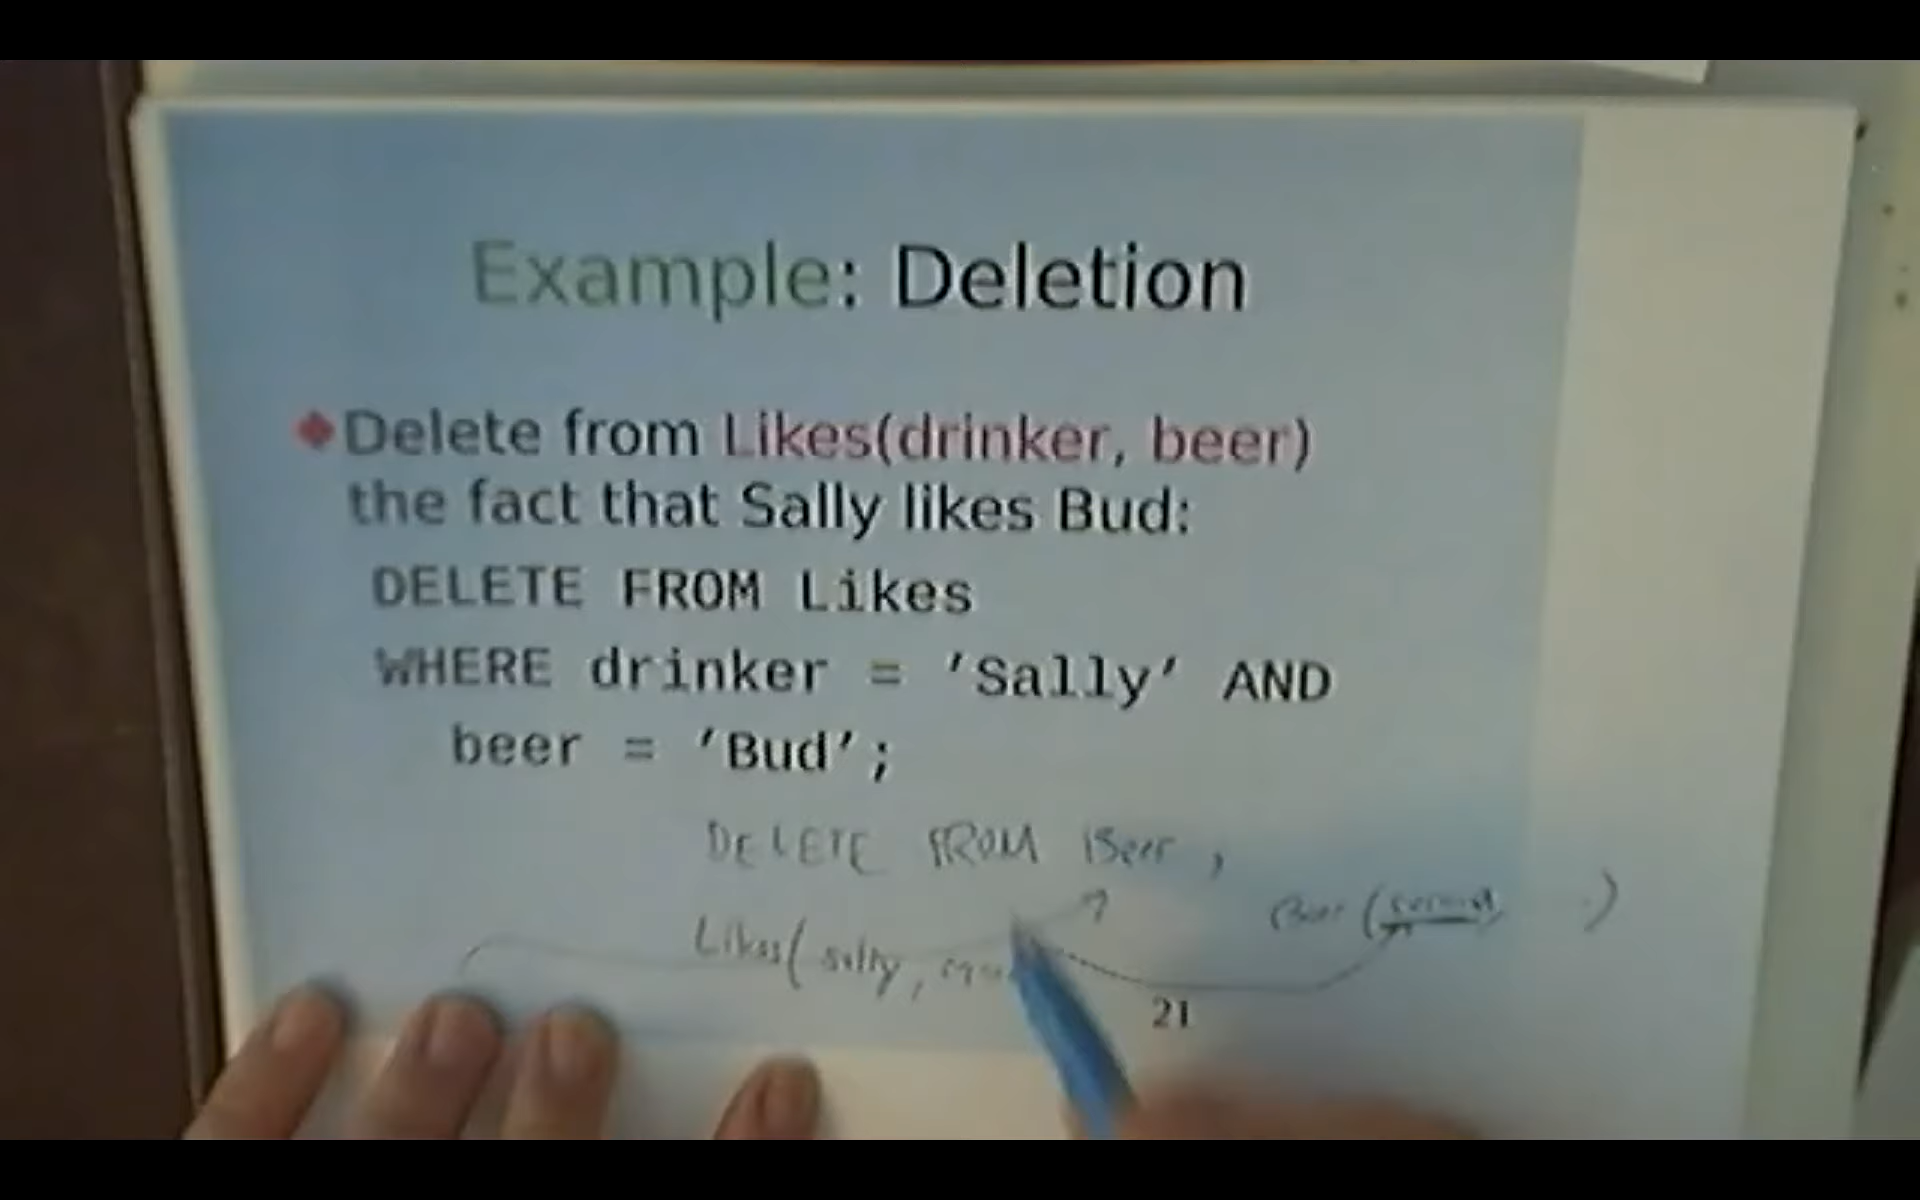 Example: Deletion
◆Delete from Likes(drinker, beer)
the fact that Sally likes Bud:
DELETE FROM Likes
WHERE drinker = 'Sally' AND
beer = 'Bud';
DELETE FROM Beer ;
Beer ( )
Likes( sally ,
21